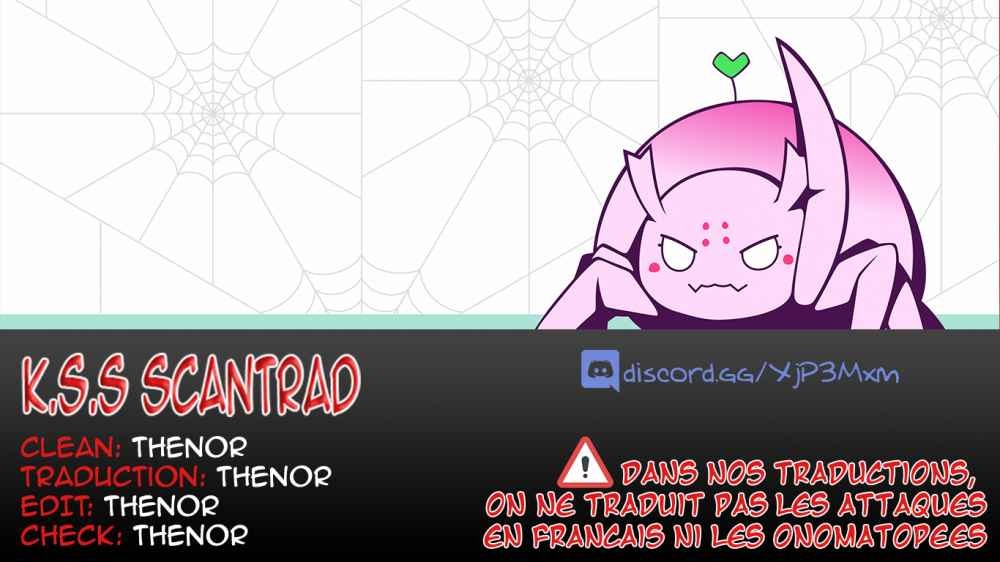 K.S.S SCANTRAD
CLEAN: THENOR
TRADUCTION: THENOR
EDIT: THENOR
CHECK: THENOR
discord.gg/XjP3Mxm
DANS NOS TRADUCTIONS,
ON NE TRADUIT PAS LES ATTAQUES
EN FRANCAIS NI LES ONOMATOPEES